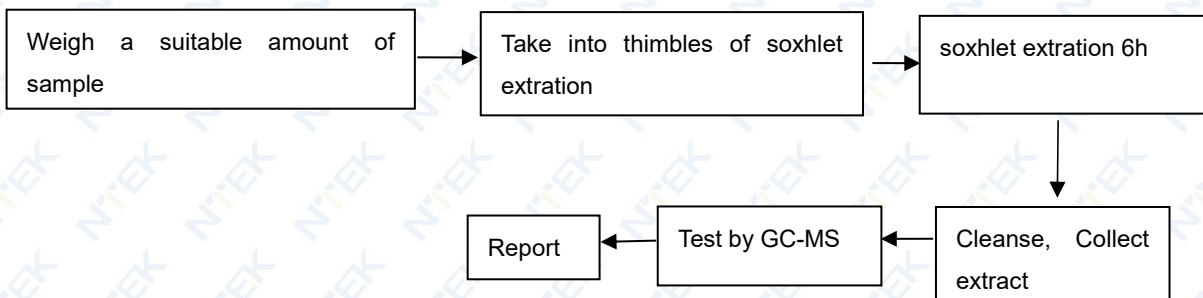 Weigh a suitable amount of
sample
Take into thimbles of soxhlet
extration
soxhlet extration 6h
Cleanse, Collect
extract
Test by GC-MS
Report